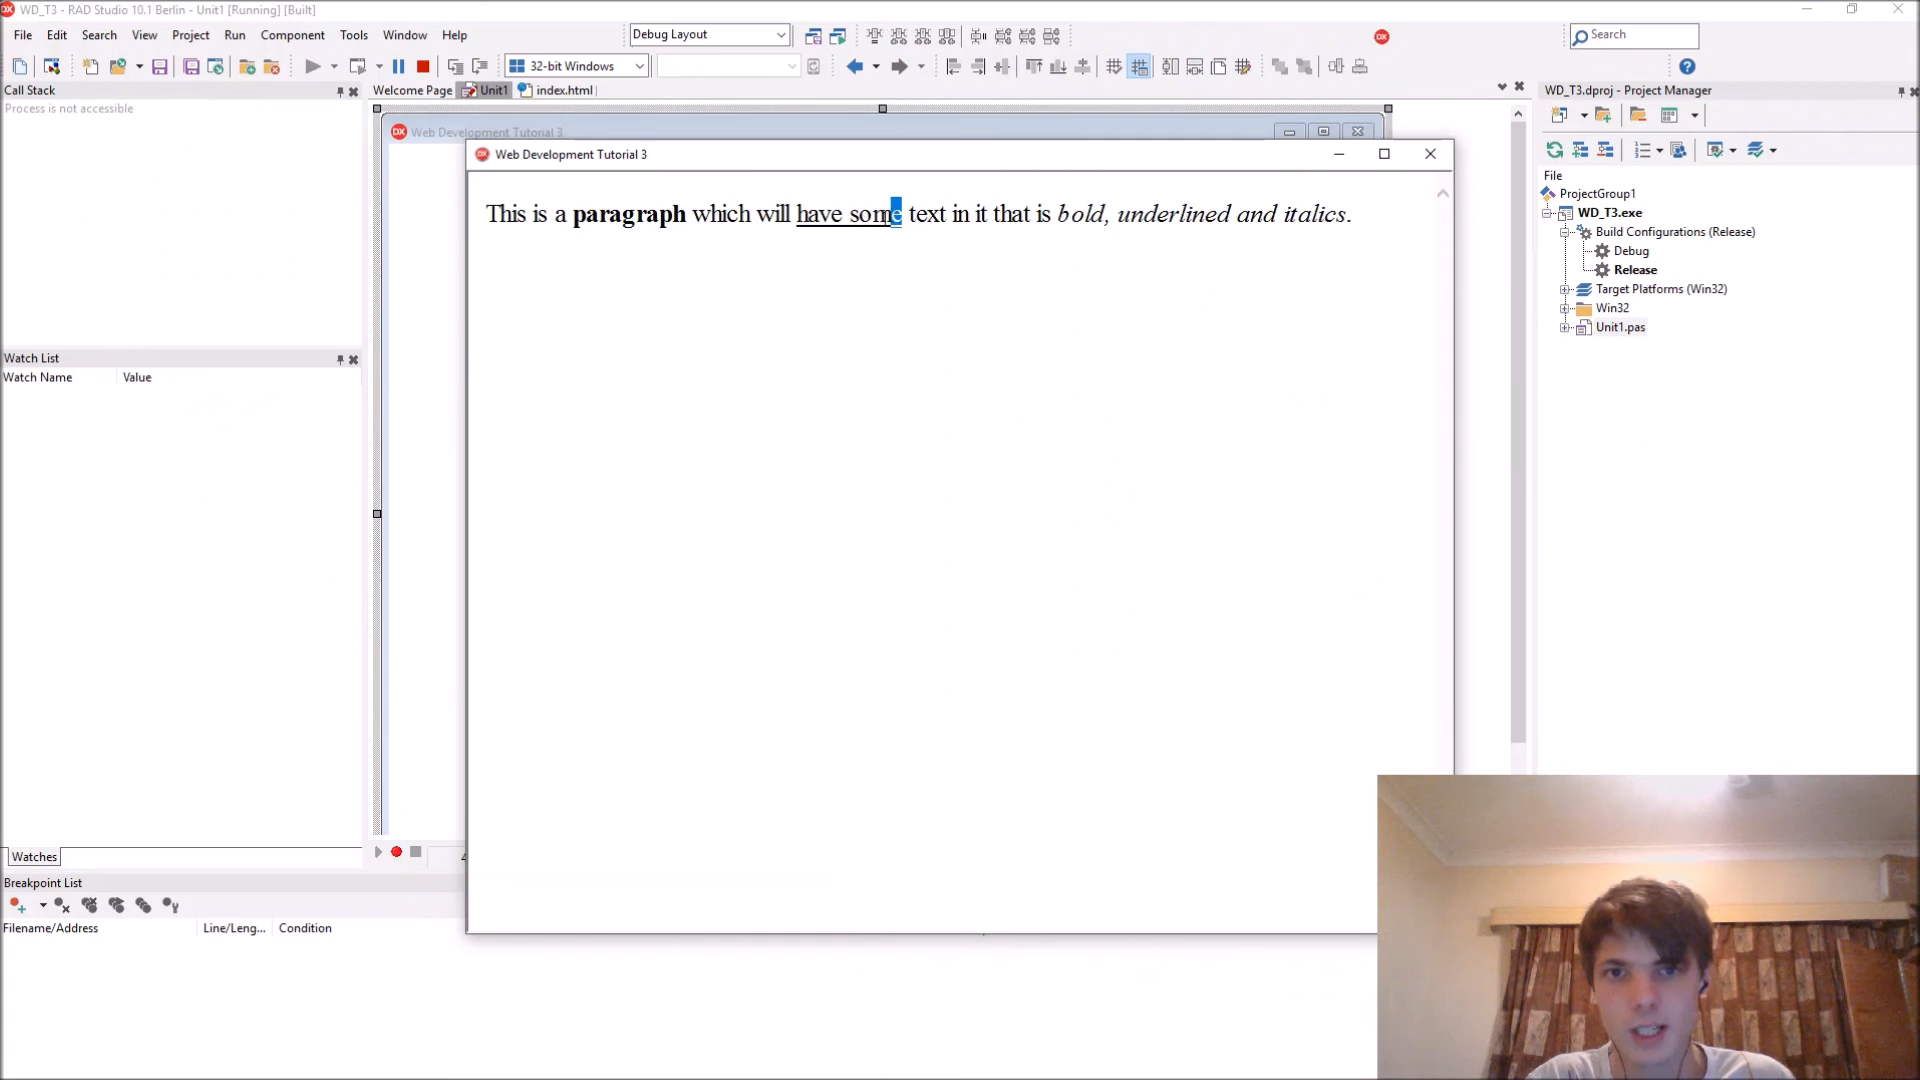 WD_T3 - RAD Studio 10.1 Berlin - Unit1 [Running] [Built]
File Edit Search View Project Run Component Tools Window Help
Debug Layout
Search
32-bit Windows
Call Stack
Process is not accessible
Welcome Page Unit1 index.html
Web Development Tutorial 3
Web Development Tutorial 3
This is a paragraph which will have some text in it that is bold, underlined and italics.
WD_T3.dproj - Project Manager
File
ProjectGroup1
WD_T3.exe
Build Configurations (Release)
Debug
Release
Target Platforms (Win32)
Win32
Unit1.pas
Watch List
Watch Name Value
Watches
Breakpoint List
Filename/Address Line/Leng... Condition